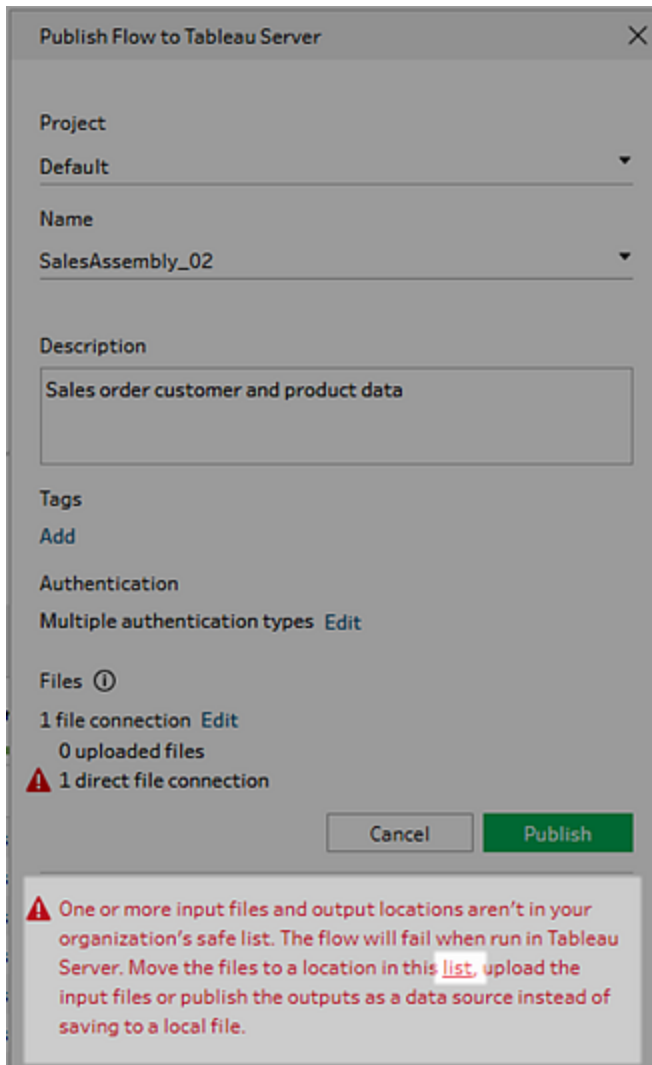 Publish Flow to Tableau Server
Project
Default
Name
SalesAssembly_02
Description
Sales order customer and product data
Tags
Add
Authentication
Multiple authentication types Edit
Files
1 file connection Edit
0 uploaded files
1 direct file connection
Cancel Publish
One or more input files and output locations aren't in your
organization's safe list. The flow will fail when run in Tableau
Server. Move the files to a location in this list, upload the
input files or publish the outputs as a data source instead of
saving to a local file.